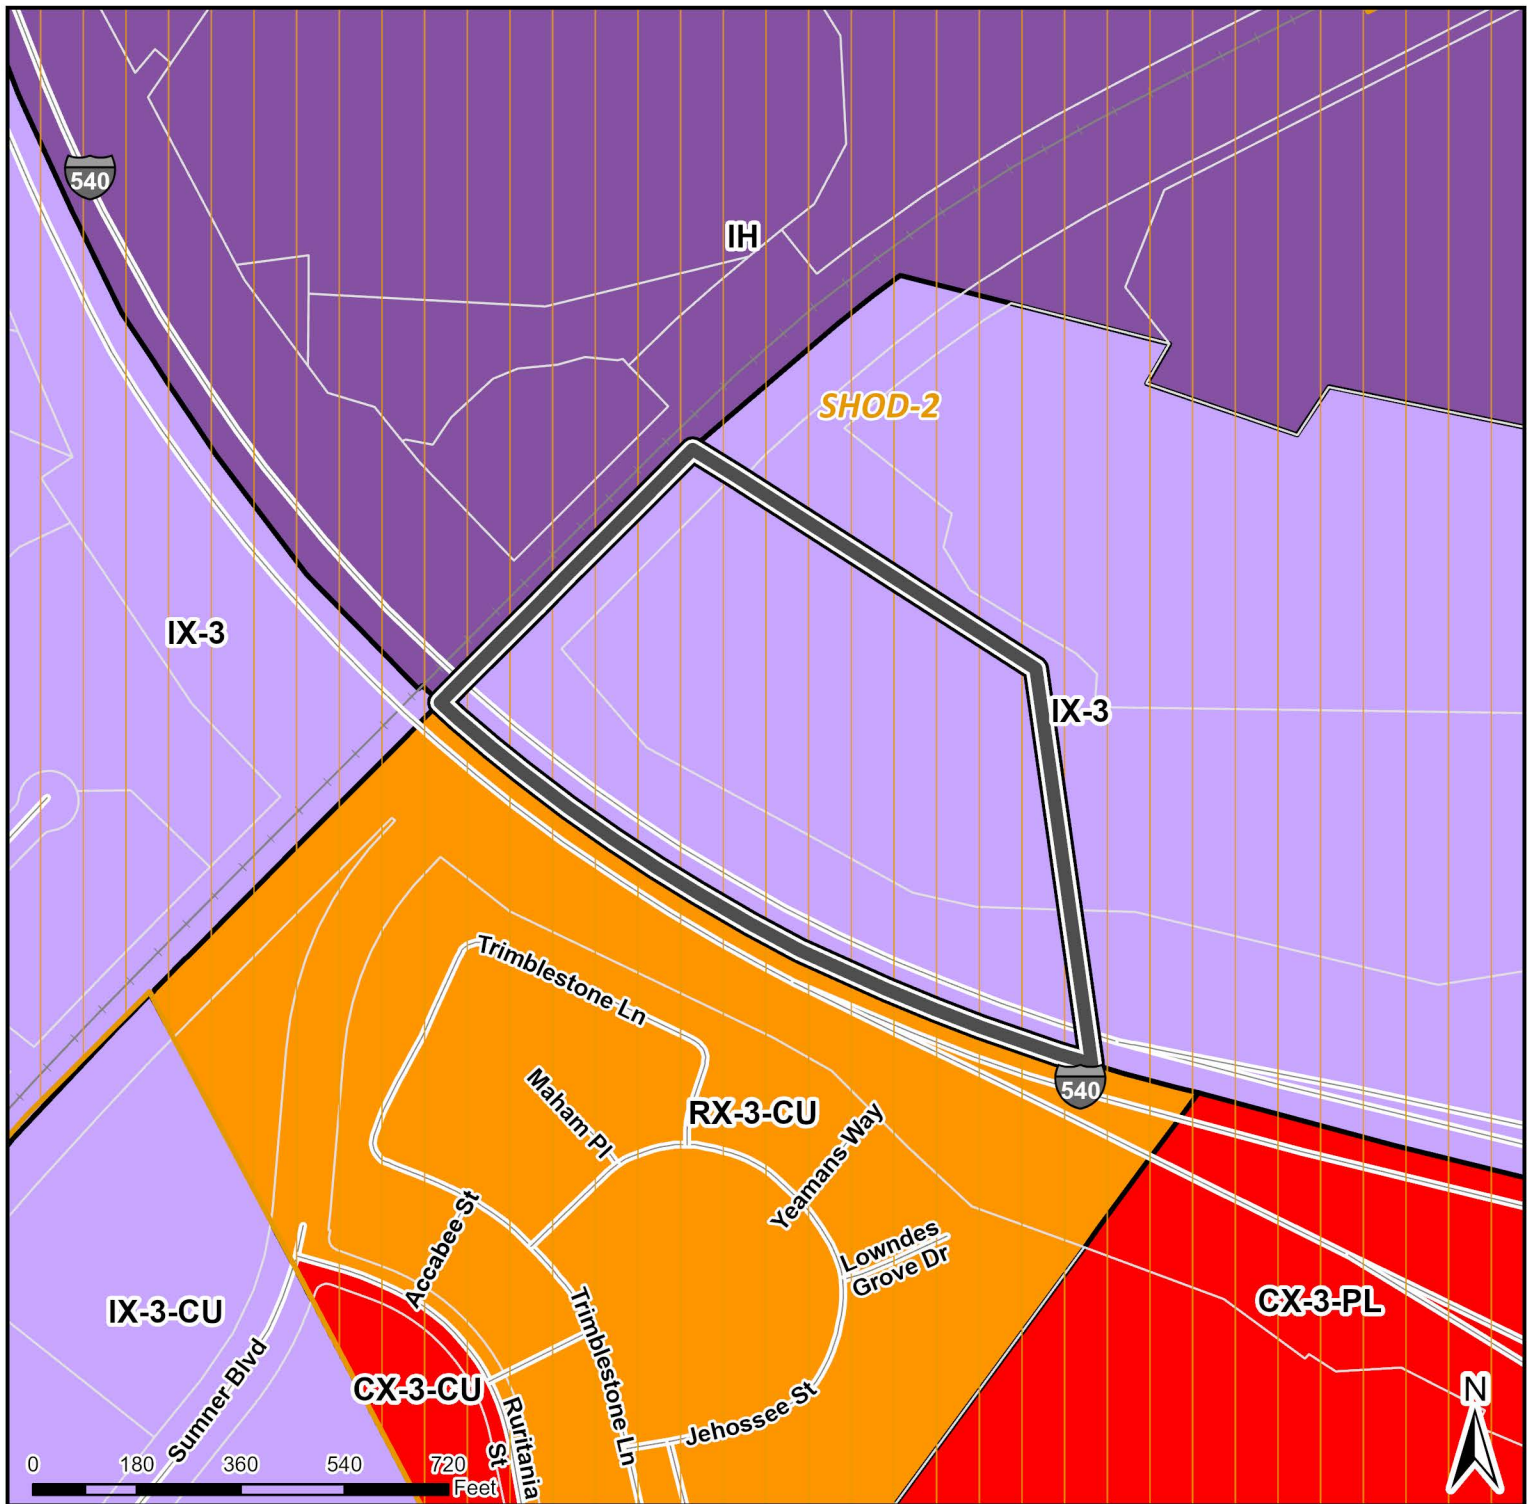 540
IH
SHOD-2
IX-3
IX-3
Trimblestone Ln
Maham Pl
RX-3-CU
540
Yeamans Way
Accabee St
Lowndes
Grove Dr
IX-3-CU
Trimblestone Ln
CX-3-PL
Sumner Blvd
CX-3-CU
Ruritania
St
Jehossee St
N
0 180 360 540 720
Feet